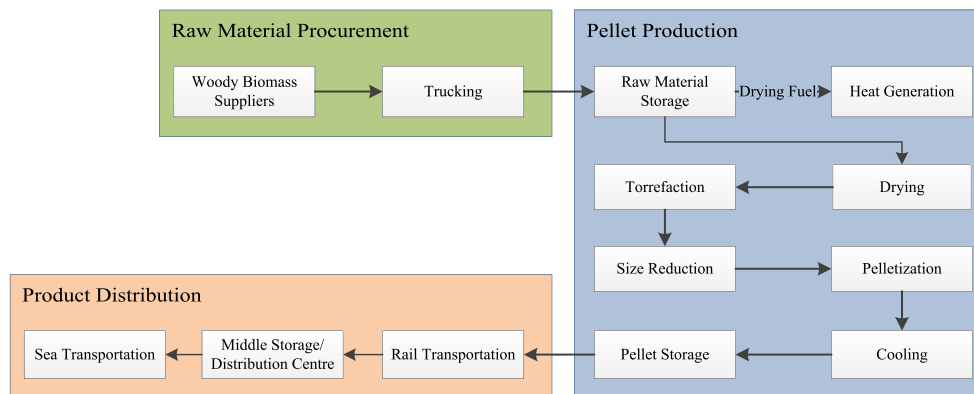 Raw Material Procurement
Woody Biomass
Suppliers
Trucking
Pellet Production
Raw Material
Storage
Drying Fuel
Heat Generation
Torrefaction
Drying
Size Reduction
Pelletization
Pellet Storage
Cooling
Product Distribution
Sea Transportation
Middle Storage/
Distribution Centre
Rail Transportation